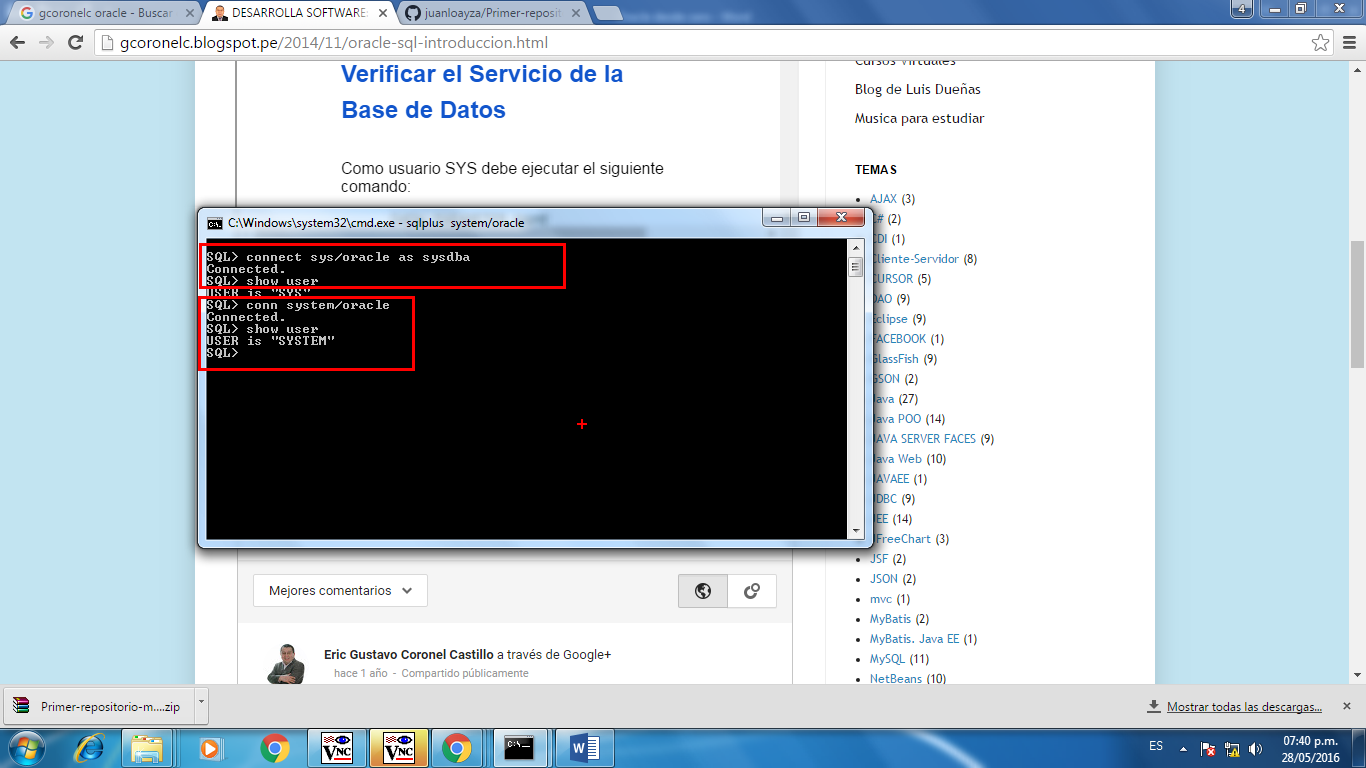 gcoronelc oracle - Buscar
DESARROLLA SOFTWARE:
juanloayza/Primer-reposit
4
gcoronelc.blogspot.pe/2014/11/oracle-sql-introduccion.html
Verificar el Servicio de la
Base de Datos
Como usuario SYS debe ejecutar el siguiente
comando:
C:\Windows\system32\cmd.exe - sqlplus system/oracle
SQL> connect sys/oracle as sysdba
Connected.
SQL> show user
USER is "SYS"
SQL> conn system/oracle
Connected.
SQL> show user
USER is "SYSTEM"
SQL>
Mejores comentarios
Eric Gustavo Coronel Castillo a través de Google+
hace 1 año - Compartido públicamente
Cursos Virtuales
Blog de Luis Dueñas
Musica para estudiar
TEMAS
AJAX (3)
C# (2)
CDI (1)
Cliente-Servidor (8)
CURSOR (5)
DAO (9)
Eclipse (9)
FACEBOOK (1)
GlassFish (9)
GSON (2)
Java (27)
Java POO (14)
JAVA SERVER FACES (9)
Java Web (10)
JAVAEE (1)
JDBC (9)
JEE (14)
JFreeChart (3)
JSF (2)
JSON (2)
mvc (1)
MyBatis (2)
MyBatis. Java EE (1)
MySQL (11)
NetBeans (10)
Primer-repositorio-m....zip
Mostrar todas las descargas...
VNC
VNC
C:\_
ES
07:40 p.m.
28/05/2016